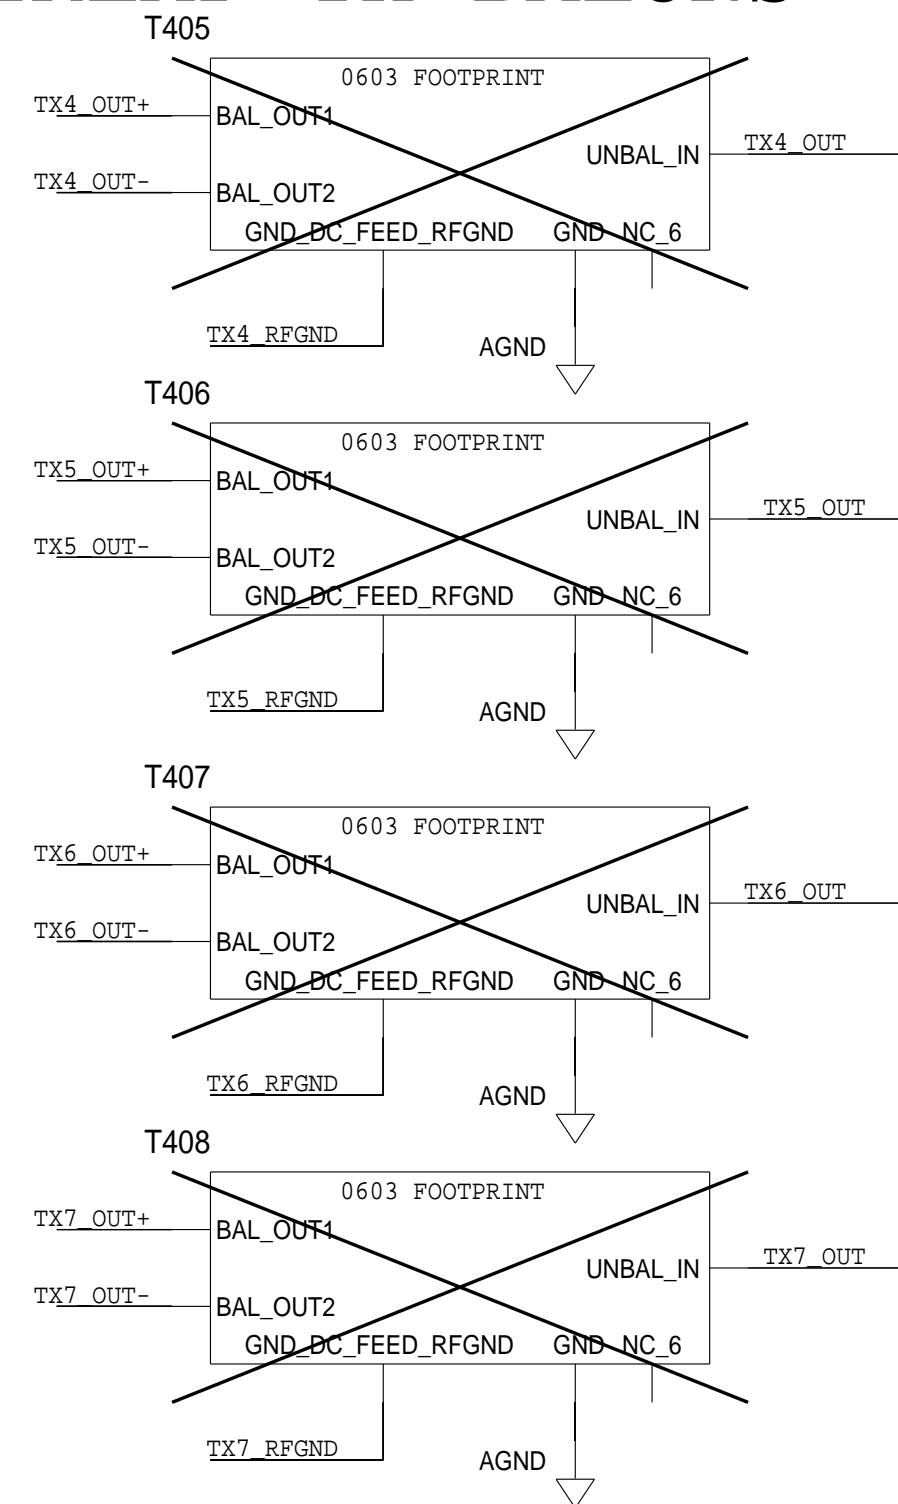 T405
0603 FOOTPRINT
TX4_OUT+
BAL_OUT1
UNBAL_IN
TX4_OUT
TX4_OUT-
BAL_OUT2
GND_DC_FEED_RFGND
GND
NC_6
TX4_RFGND
AGND
T406
0603 FOOTPRINT
TX5_OUT+
BAL_OUT1
UNBAL_IN
TX5_OUT
TX5_OUT-
BAL_OUT2
GND_DC_FEED_RFGND
GND
NC_6
TX5_RFGND
AGND
T407
0603 FOOTPRINT
TX6_OUT+
BAL_OUT1
UNBAL_IN
TX6_OUT
TX6_OUT-
BAL_OUT2
GND_DC_FEED_RFGND
GND
NC_6
TX6_RFGND
AGND
T408
0603 FOOTPRINT
TX7_OUT+
BAL_OUT1
UNBAL_IN
TX7_OUT
TX7_OUT-
BAL_OUT2
GND_DC_FEED_RFGND
GND
NC_6
TX7_RFGND
AGND